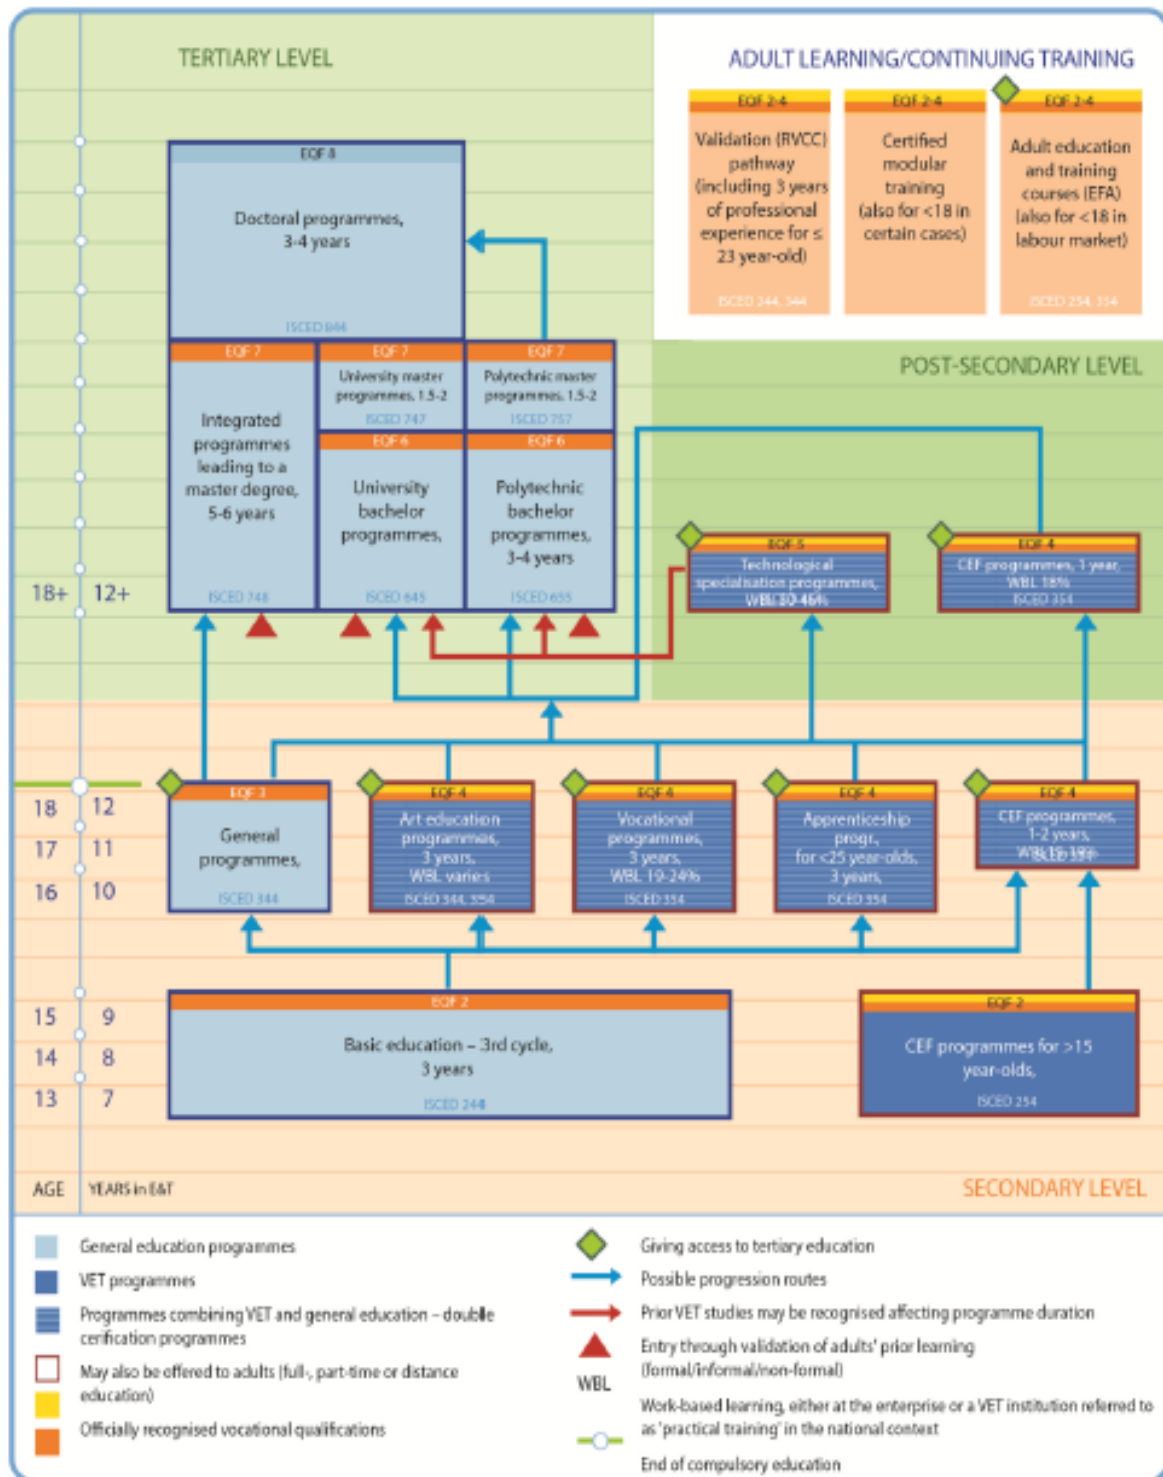 TERTIARY LEVEL
ADULT LEARNING/CONTINUING TRAINING
EQF 2-4
Validation (RVCC)
pathway
(including 3 years
of professional
experience for ≤
23 year-old)
ISCED 244, 344
EQF 2-4
Certified
modular
training
(also for <18 in
certain cases)
EQF 2-4
Adult education
and training
courses (EFA)
(also for <18 in
labour market)
ISCED 254, 354
EQF 8
Doctoral programmes,
3-4 years
ISCED 844
POST-SECONDARY LEVEL
EQF 7
Integrated
programmes
leading to a
master degree,
5-6 years
ISCED 748
EQF 7
University master
programmes, 1.5-2
ISCED 747
EQF 7
Polytechnic master
programmes, 1.5-2
ISCED 757
EQF 6
University
bachelor
programmes,
ISCED 645
EQF 6
Polytechnic
bachelor
programmes,
3-4 years
ISCED 655
EQF 5
Technological
specialisation programmes,
WBL
EQF 4
CEF programmes, 1 year,
WBL 18%
ISCED 354
18+ 12+
EQF 3
General
programmes,
ISCED 344
EQF 4
Art education
programmes,
3 years,
WBL varies
ISCED 344, 354
EQF 4
Vocational
programmes,
3 years,
WBL 19-24%
ISCED 354
EQF 4
Apprenticeship
progr.,
for <25 year-olds,
3 years,
ISCED 354
EQF 4
CEF programmes,
1-2 years,
18 12
17 11
16 10
EQF 2
Basic education – 3rd cycle,
3 years
ISCED 244
EQF 2
CEF programmes for >15
year-olds,
ISCED 254
15 9
14 8
13 7
AGE YEARS in E&T
SECONDARY LEVEL
General education programmes
VET programmes
Programmes combining VET and general education – double
cerification programmes
May also be offered to adults (full-, part-time or distance
education)
Officially recognised vocational qualifications
Giving access to tertiary education
Possible progression routes
Prior VET studies may be recognised affecting programme duration
Entry through validation of adults' prior learning
(formal/informal/non-formal)
WBL
Work-based learning, either at the enterprise or a VET institution referred to
as 'practical training' in the national context
End of compulsory education